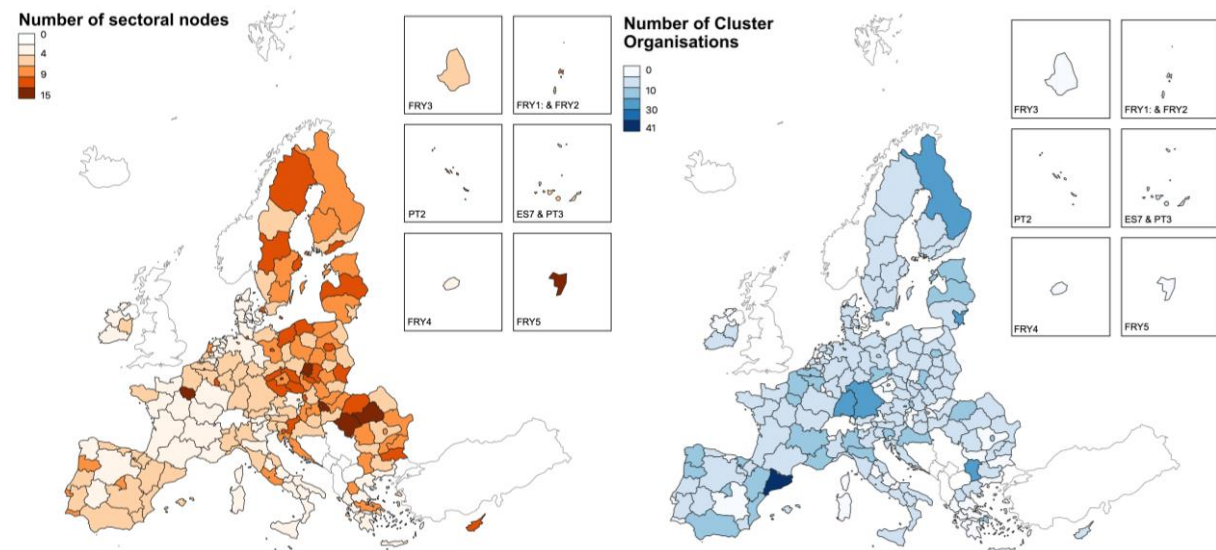 Number of sectoral nodes
0
4
9
15
FRY3
FRY1: & FRY2
PT2
ES7 & PT3
FRY4
FRY5
Number of Cluster
Organisations
0
10
30
41
FRY3
FRY1: & FRY2
PT2
ES7 & PT3
FRY4
FRY5